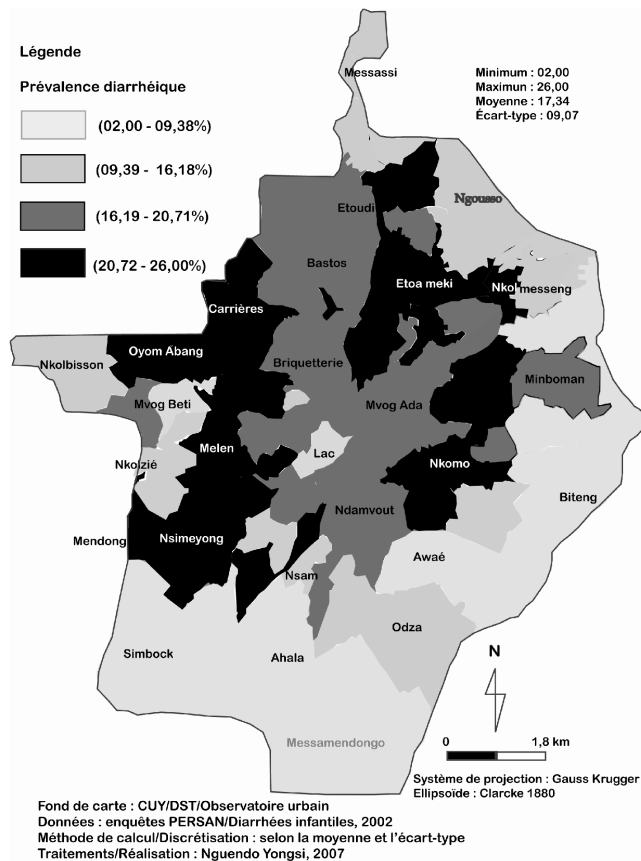 Légende
Prévalence diarrhéique
(02,00 - 09,38%)
(09,39 - 16,18%)
(16,19 - 20,71%)
(20,72 - 26,00%)
Minimum : 02,00
Maximun : 26,00
Moyenne : 17,34
Écart-type : 09,07
Messassi
Ngousso
Etoudi
Bastos
Etoa meki
Nkolmesseng
Carrières
Oyom Abang
Nkolbisson
Briquetterie
Minboman
Mvog Beti
Mvog Ada
Melen
Lac
Nkolzié
Nkomo
Biteng
Ndamvout
Mendong
Nsimeyong
Awaé
Nsam
Odza
Simbock
Ahala
N
Messamendongo
0 1,8 km
Système de projection : Gauss Krugger
Ellipsoïde : Clarcke 1880
Fond de carte : CUY/DST/Observatoire urbain
Données : enquêtes PERSAN/Diarrhées infantiles, 2002
Méthode de calcul/Discrétisation : selon la moyenne et l'écart-type
Traitements/Réalisation : Nguendo Yongsi, 2007